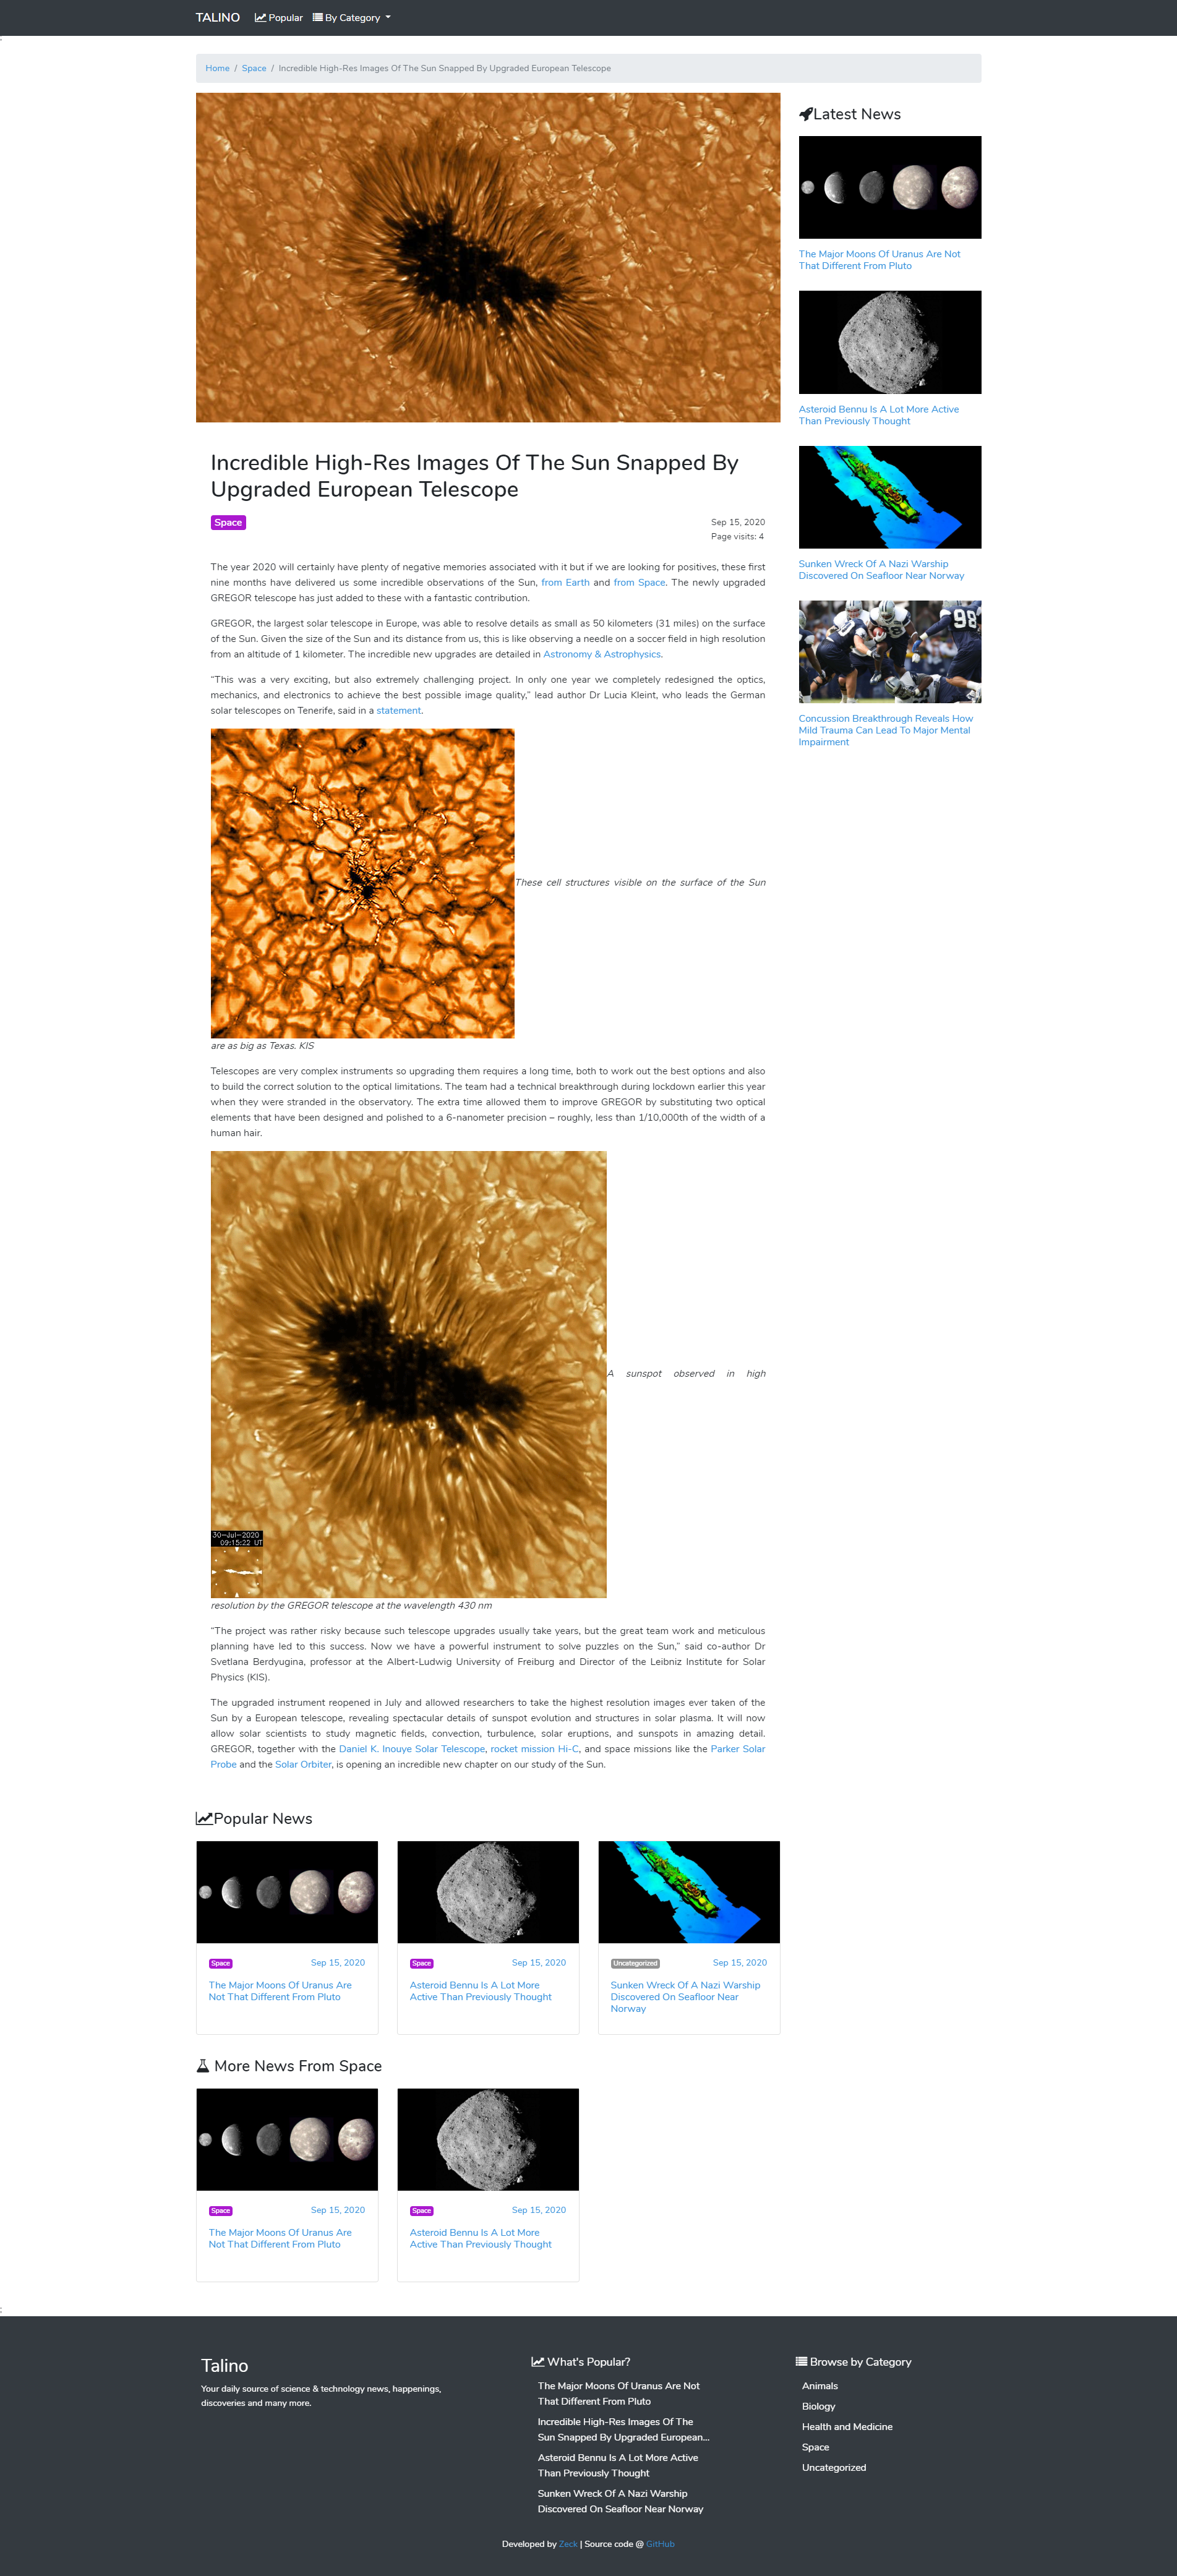 TALINO Popular By Category
Home / Space / Incredible High-Res Images Of The Sun Snapped By Upgraded European Telescope
Incredible High-Res Images Of The Sun Snapped By
Upgraded European Telescope
Space
Sep 15, 2020
Page visits: 4
The year 2020 will certainly have plenty of negative memories associated with it but if we are looking for positives, these first
nine months have delivered us some incredible observations of the Sun, from Earth and from Space. The newly upgraded
GREGOR telescope has just added to these with a fantastic contribution.
GREGOR, the largest solar telescope in Europe, was able to resolve details as small as 50 kilometers (31 miles) on the surface
of the Sun. Given the size of the Sun and its distance from us, this is like observing a needle on a soccer field in high resolution
from an altitude of 1 kilometer. The incredible new upgrades are detailed in Astronomy & Astrophysics.
“This was a very exciting, but also extremely challenging project. In only one year we completely redesigned the optics,
mechanics, and electronics to achieve the best possible image quality,” lead author Dr Lucia Kleint, who leads the German
solar telescopes on Tenerife, said in a statement.
These cell structures visible on the surface of the Sun
are as big as Texas. KIS
Telescopes are very complex instruments so upgrading them requires a long time, both to work out the best options and also
to build the correct solution to the optical limitations. The team had a technical breakthrough during lockdown earlier this year
when they were stranded in the observatory. The extra time allowed them to improve GREGOR by substituting two optical
elements that have been designed and polished to a 6-nanometer precision – roughly, less than 1/10,000th of the width of a
human hair.
A sunspot observed in high
30-Jul-2020
09:15:22 UT
resolution by the GREGOR telescope at the wavelength 430 nm
“The project was rather risky because such telescope upgrades usually take years, but the great team work and meticulous
planning have led to this success. Now we have a powerful instrument to solve puzzles on the Sun,” said co-author Dr
Svetlana Berdyugina, professor at the Albert-Ludwig University of Freiburg and Director of the Leibniz Institute for Solar
Physics (KIS).
The upgraded instrument reopened in July and allowed researchers to take the highest resolution images ever taken of the
Sun by a European telescope, revealing spectacular details of sunspot evolution and structures in solar plasma. It will now
allow solar scientists to study magnetic fields, convection, turbulence, solar eruptions, and sunspots in amazing detail.
GREGOR, together with the Daniel K. Inouye Solar Telescope, rocket mission Hi-C, and space missions like the Parker Solar
Probe and the Solar Orbiter, is opening an incredible new chapter on our study of the Sun.
Latest News
The Major Moons Of Uranus Are Not
That Different From Pluto
Asteroid Bennu Is A Lot More Active
Than Previously Thought
Sunken Wreck Of A Nazi Warship
Discovered On Seafloor Near Norway
98
Concussion Breakthrough Reveals How
Mild Trauma Can Lead To Major Mental
Impairment
Popular News
Space Sep 15, 2020
The Major Moons Of Uranus Are
Not That Different From Pluto
Space Sep 15, 2020
Asteroid Bennu Is A Lot More
Active Than Previously Thought
Uncategorized Sep 15, 2020
Sunken Wreck Of A Nazi Warship
Discovered On Seafloor Near
Norway
More News From Space
Space Sep 15, 2020
The Major Moons Of Uranus Are
Not That Different From Pluto
Space Sep 15, 2020
Asteroid Bennu Is A Lot More
Active Than Previously Thought
Talino
Your daily source of science & technology news, happenings,
discoveries and many more.
What's Popular?
The Major Moons Of Uranus Are Not
That Different From Pluto
Incredible High-Res Images Of The
Sun Snapped By Upgraded European...
Asteroid Bennu Is A Lot More Active
Than Previously Thought
Sunken Wreck Of A Nazi Warship
Discovered On Seafloor Near Norway
Browse by Category
Animals
Biology
Health and Medicine
Space
Uncategorized
Developed by Zeck | Source code @ GitHub